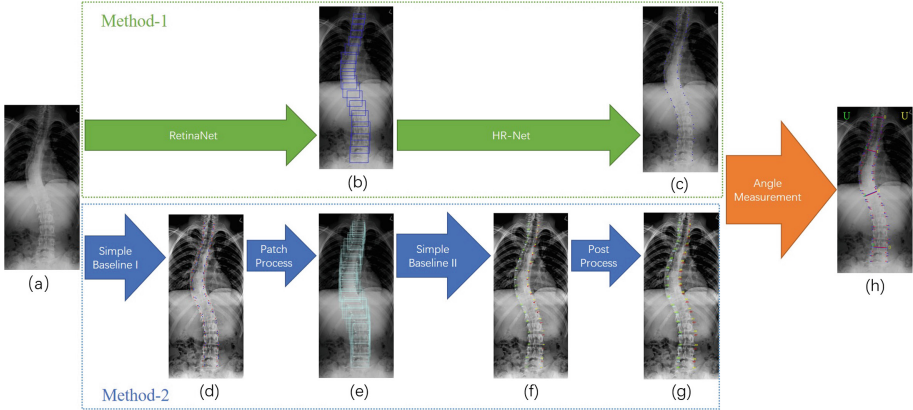 Method-1
RetinaNet
HR-Net
(b)
(c)
U
U
Angle
Measurement
(a)
(h)
Simple
Baseline I
Patch
Process
Simple
Baseline II
Post
Process
(d)
(e)
(f)
(g)
Method-2